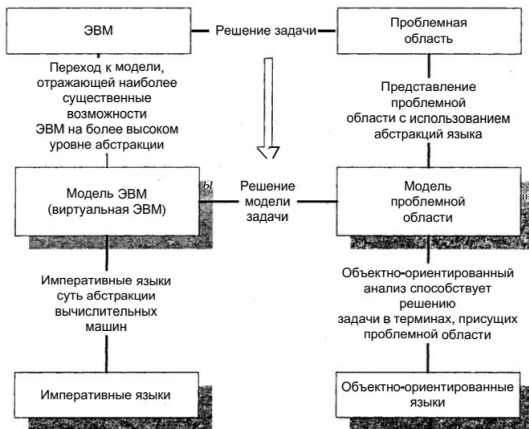 ЭВМ
Решение задачи
Проблемная
область
Переход к модели,
отражающей наиболее
существенные
возможности
ЭВМ на более высоком
уровне абстракции
Представление
проблемной
области с использованием
абстракций языка
Модель ЭВМ
(виртуальная ЭВМ)
ы
Решение
модели
задачи
Модель
проблемной
области
Императивные языки
суть абстракции
вычислительных
машин
Объектно-ориентированный
анализ способствует
решению
задачи в терминах, присущих
проблемной области
Императивные языки
Объектно-ориентированные
языки